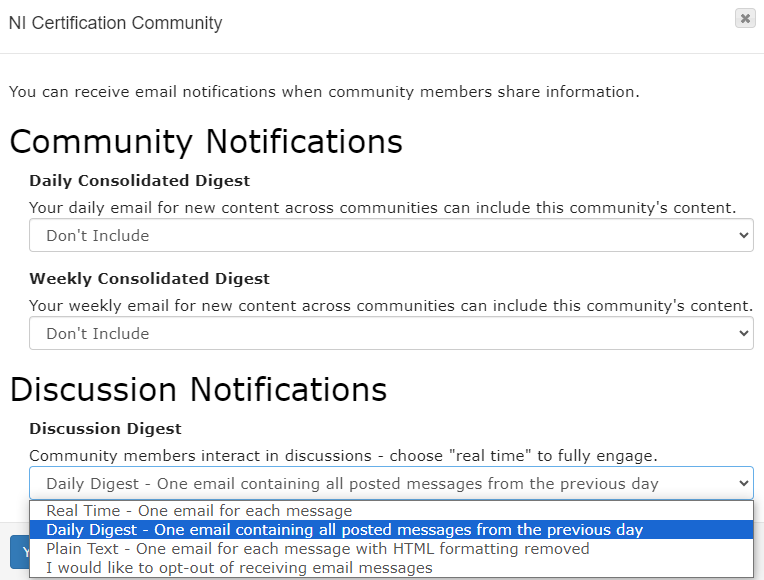 NI Certification Community
You can receive email notifications when community members share information.
Community Notifications
Daily Consolidated Digest
Your daily email for new content across communities can include this community's content.
Don't Include
Weekly Consolidated Digest
Your weekly email for new content across communities can include this community's content.
Don't Include
Discussion Notifications
Discussion Digest
Community members interact in discussions - choose "real time" to fully engage.
Daily Digest - One email containing all posted messages from the previous day
Real Time - One email for each message
Daily Digest - One email containing all posted messages from the previous day
Plain Text - One email for each message with HTML formatting removed
I would like to opt-out of receiving email messages